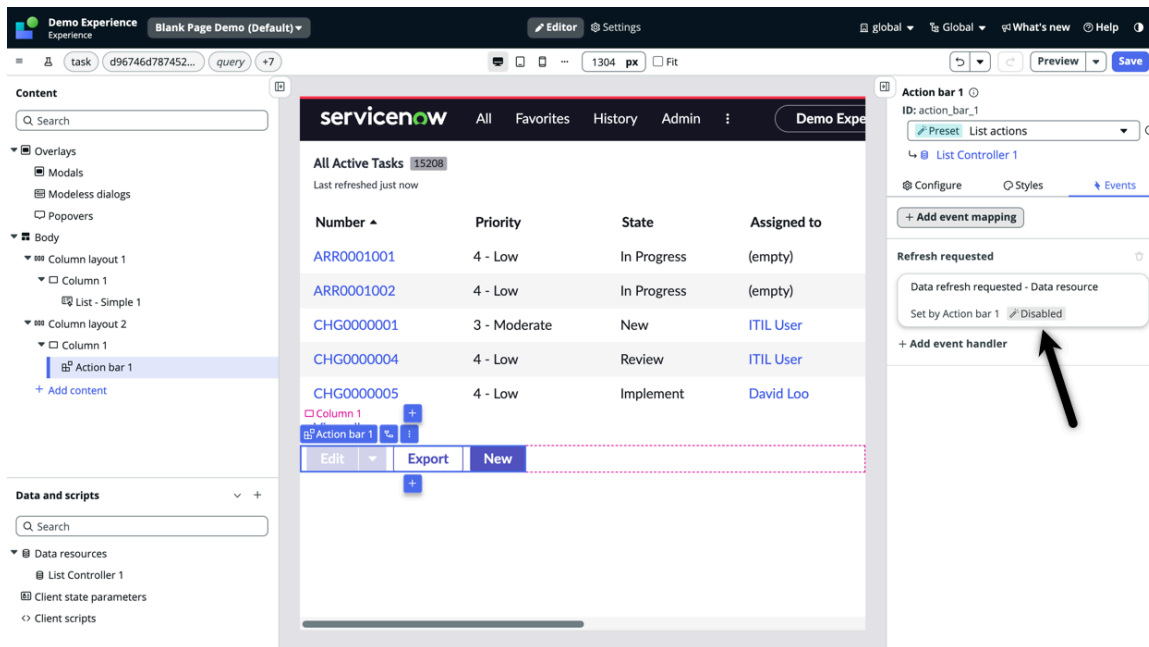 Demo Experience
Experience
Blank Page Demo (Default)
Editor
Settings
global
Global
What's new
Help
task
d96746d787452...
query
+7
1304 px
Fit
Preview
Save
Content
Search
Overlays
Modals
Modeless dialogs
Popovers
Body
Column layout 1
Column 1
List - Simple 1
Column layout 2
Column 1
Action bar 1
+ Add content
Data and scripts
Search
Data resources
List Controller 1
Client state parameters
Client scripts
servicenow
All Favorites History Admin
Demo Expe
All Active Tasks 15208
Last refreshed just now
Number Priority State Assigned to
ARR0001001 4 - Low In Progress (empty)
ARR0001002 4 - Low In Progress (empty)
CHG0000001 3 - Moderate New ITIL User
CHG0000004 4 - Low Review ITIL User
CHG0000005 4 - Low Implement David Loo
Column 1
Action bar 1
Edit Export New
Action bar 1
ID: action_bar_1
Preset List actions
List Controller 1
Configure Styles Events
+ Add event mapping
Refresh requested
Data refresh requested - Data resource
Set by Action bar 1 Disabled
+ Add event handler